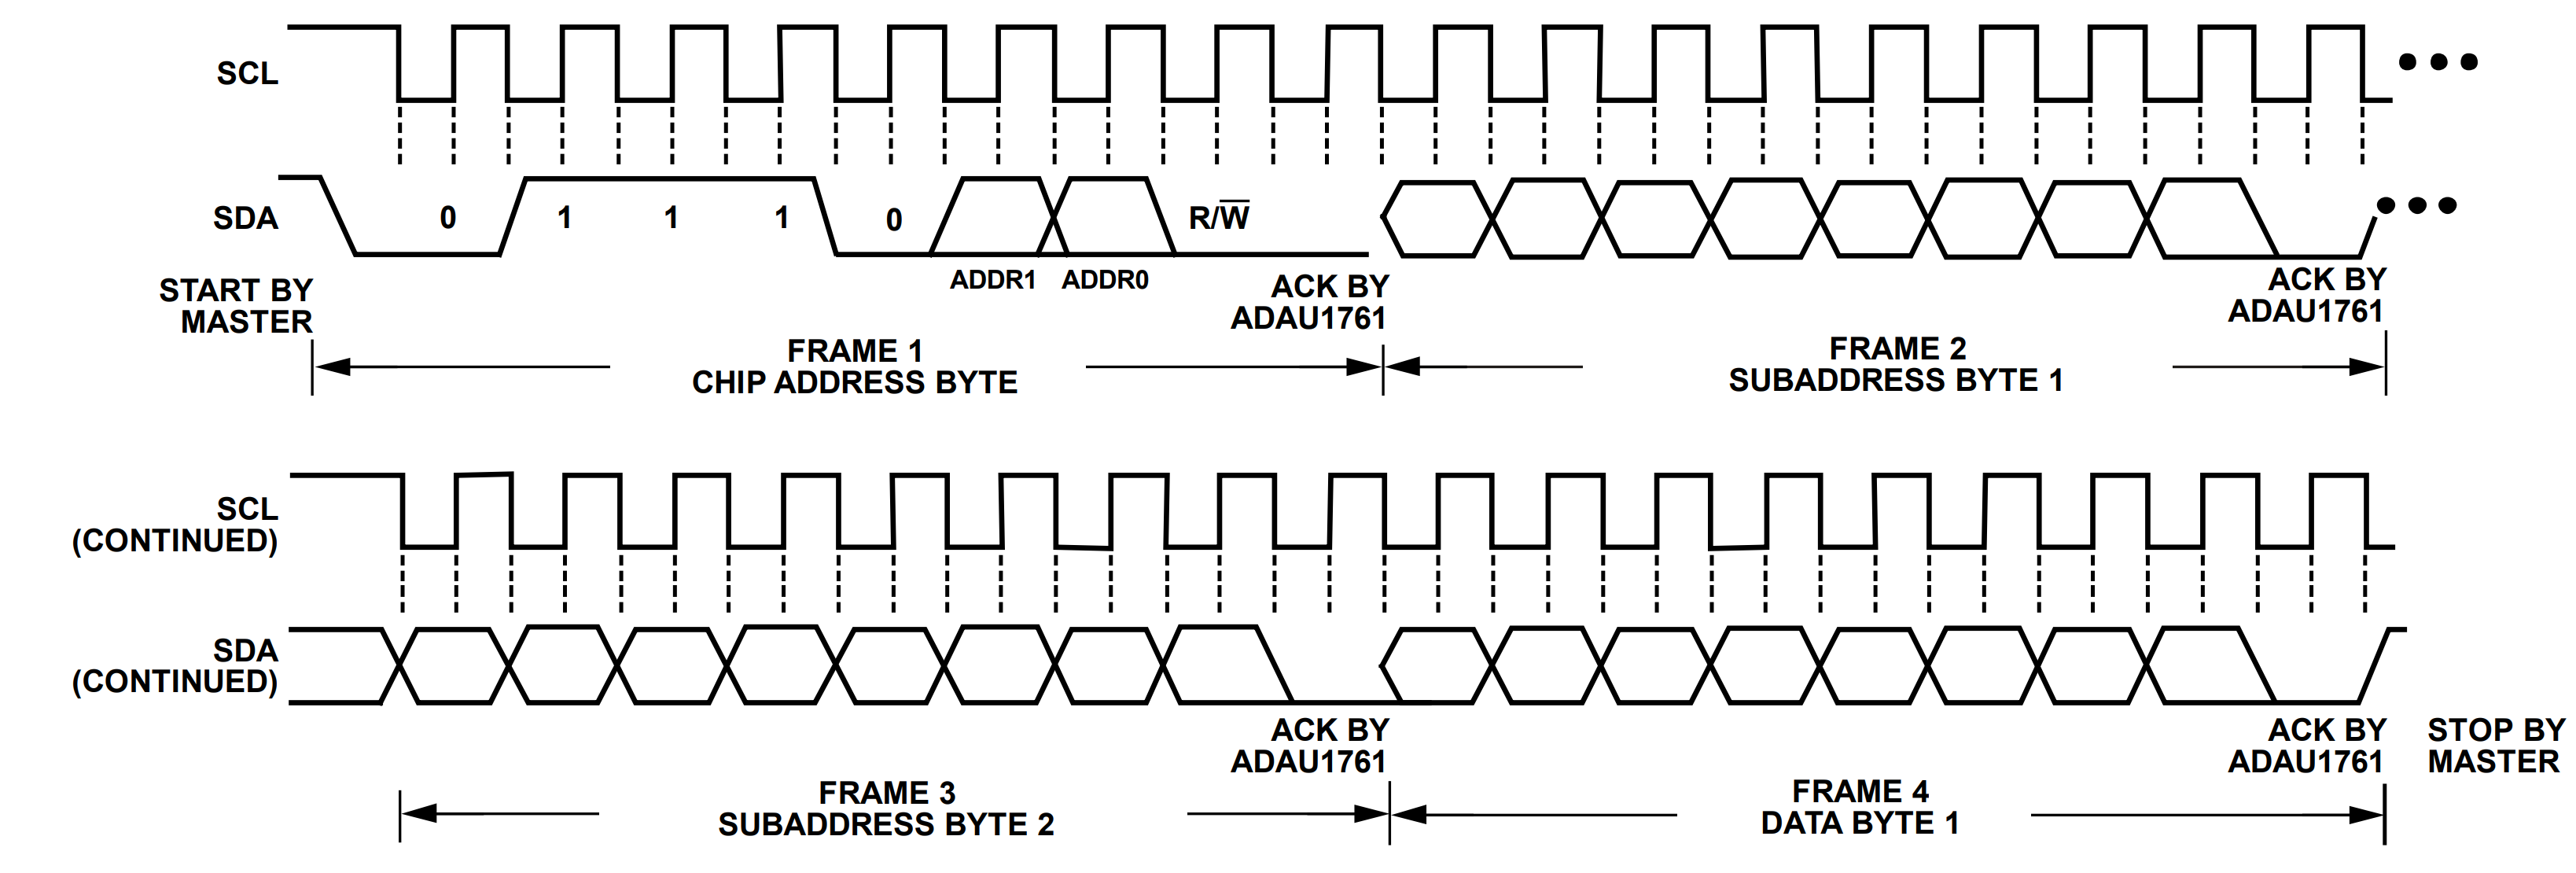 SCL
SDA
0 1 1 1 0 R/W̅
ADDR1 ADDR0
START BY
MASTER
ACK BY
ADAU1761
ACK BY
ADAU1761
FRAME 1
CHIP ADDRESS BYTE
FRAME 2
SUBADDRESS BYTE 1
SCL
(CONTINUED)
SDA
(CONTINUED)
ACK BY
ADAU1761
ACK BY
ADAU1761
STOP BY
MASTER
FRAME 3
SUBADDRESS BYTE 2
FRAME 4
DATA BYTE 1